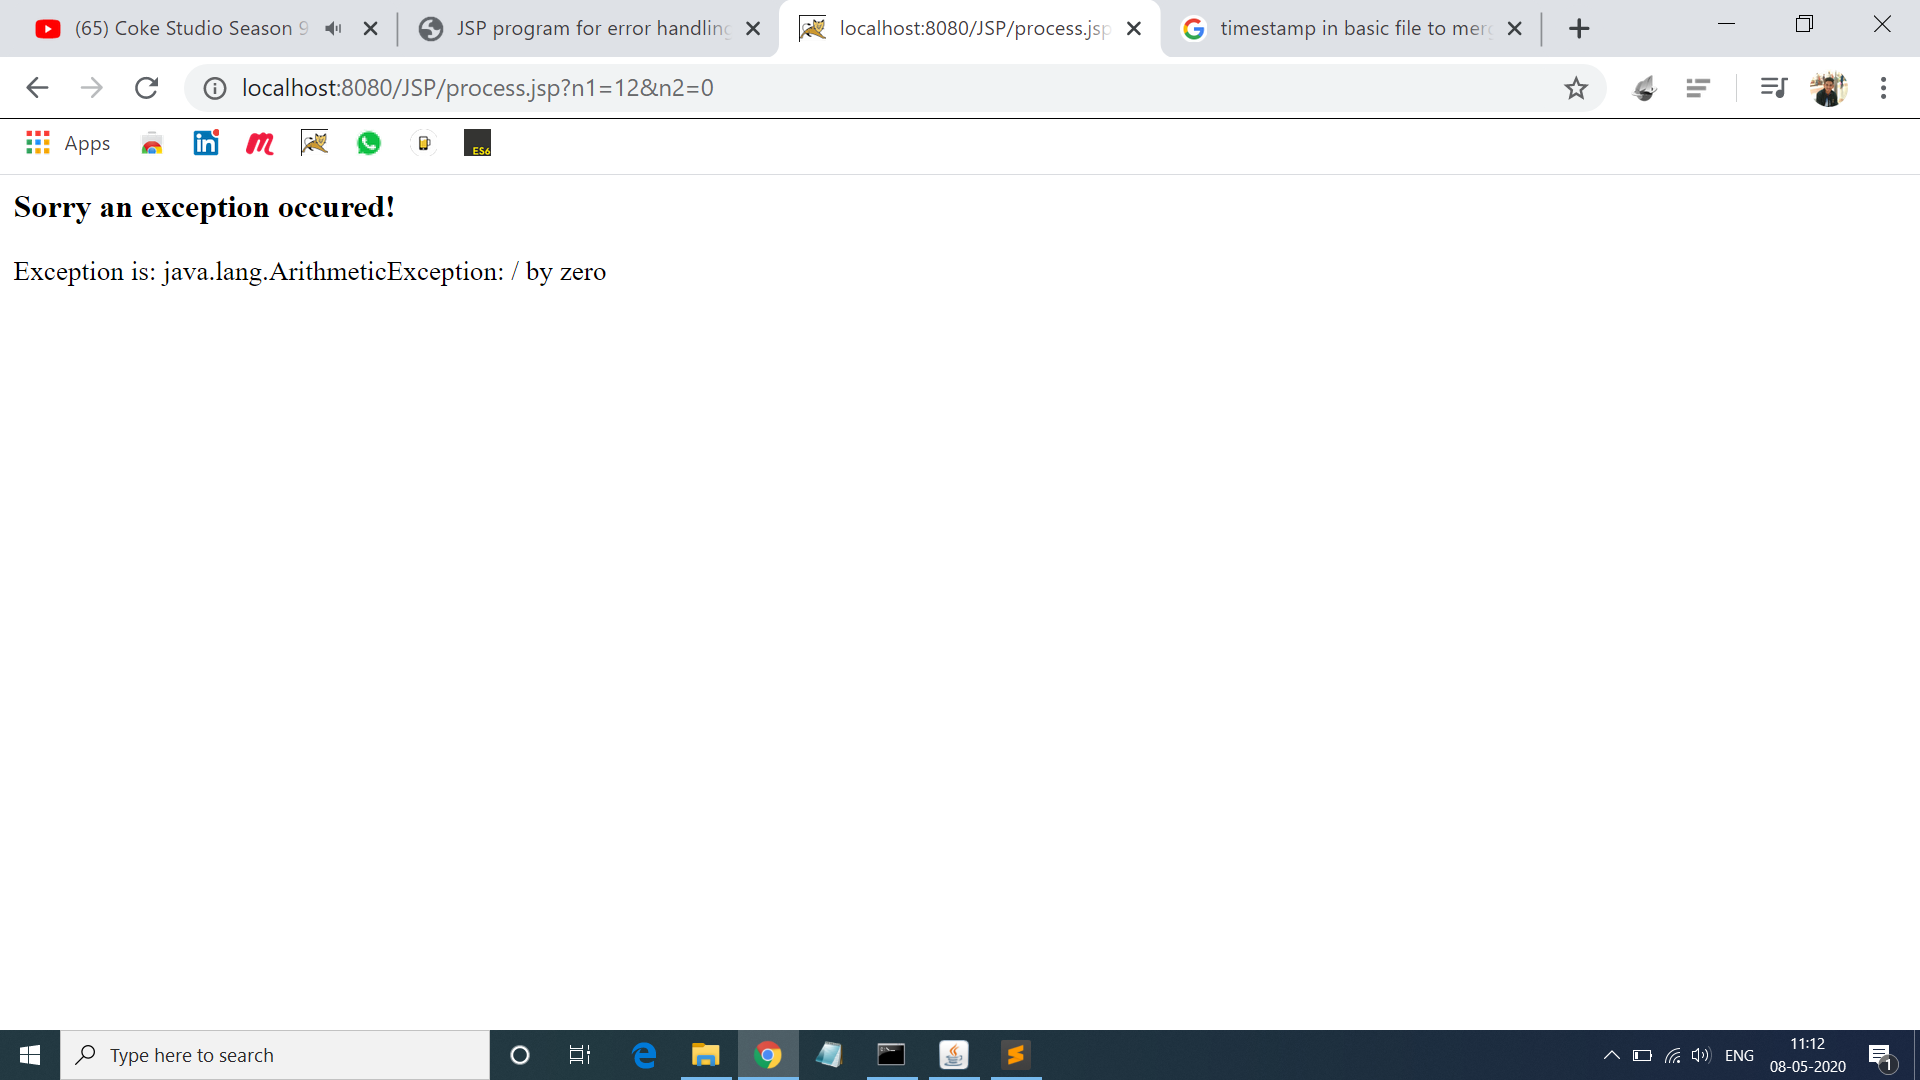 (65) Coke Studio Season 9
JSP program for error handling
localhost:8080/JSP/process.jsp
timestamp in basic file to merg
localhost:8080/JSP/process.jsp?n1=12&n2=0
Apps
in
m
ES6
Sorry an exception occured!
Exception is: java.lang.ArithmeticException: / by zero
Type here to search
ENG
11:12
08-05-2020
1